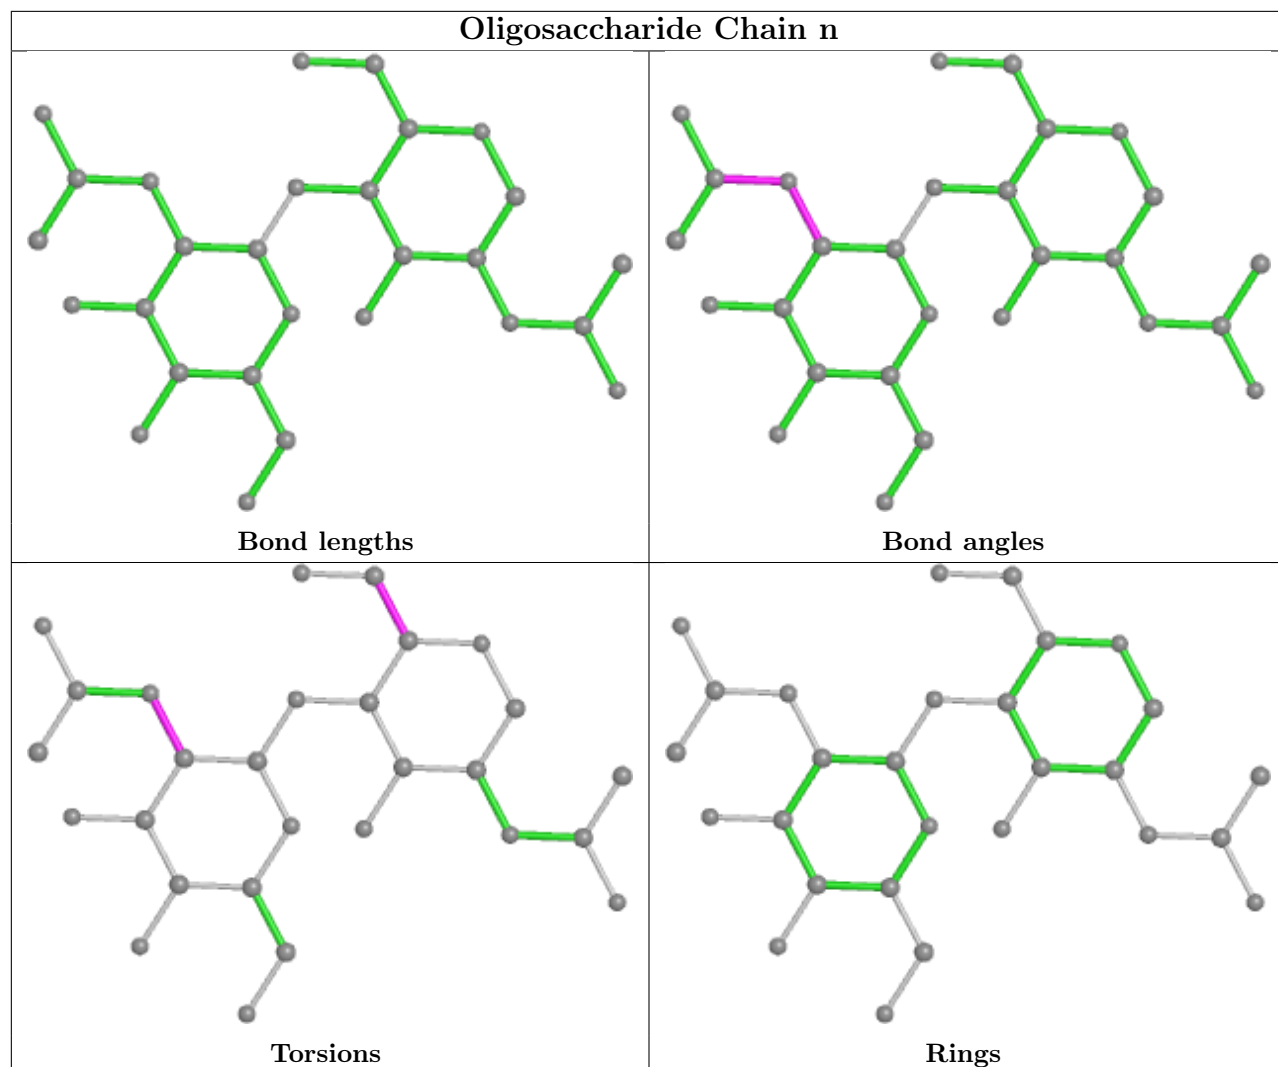 Oligosaccharide Chain n
Bond lengths
Bond angles
Torsions
Rings